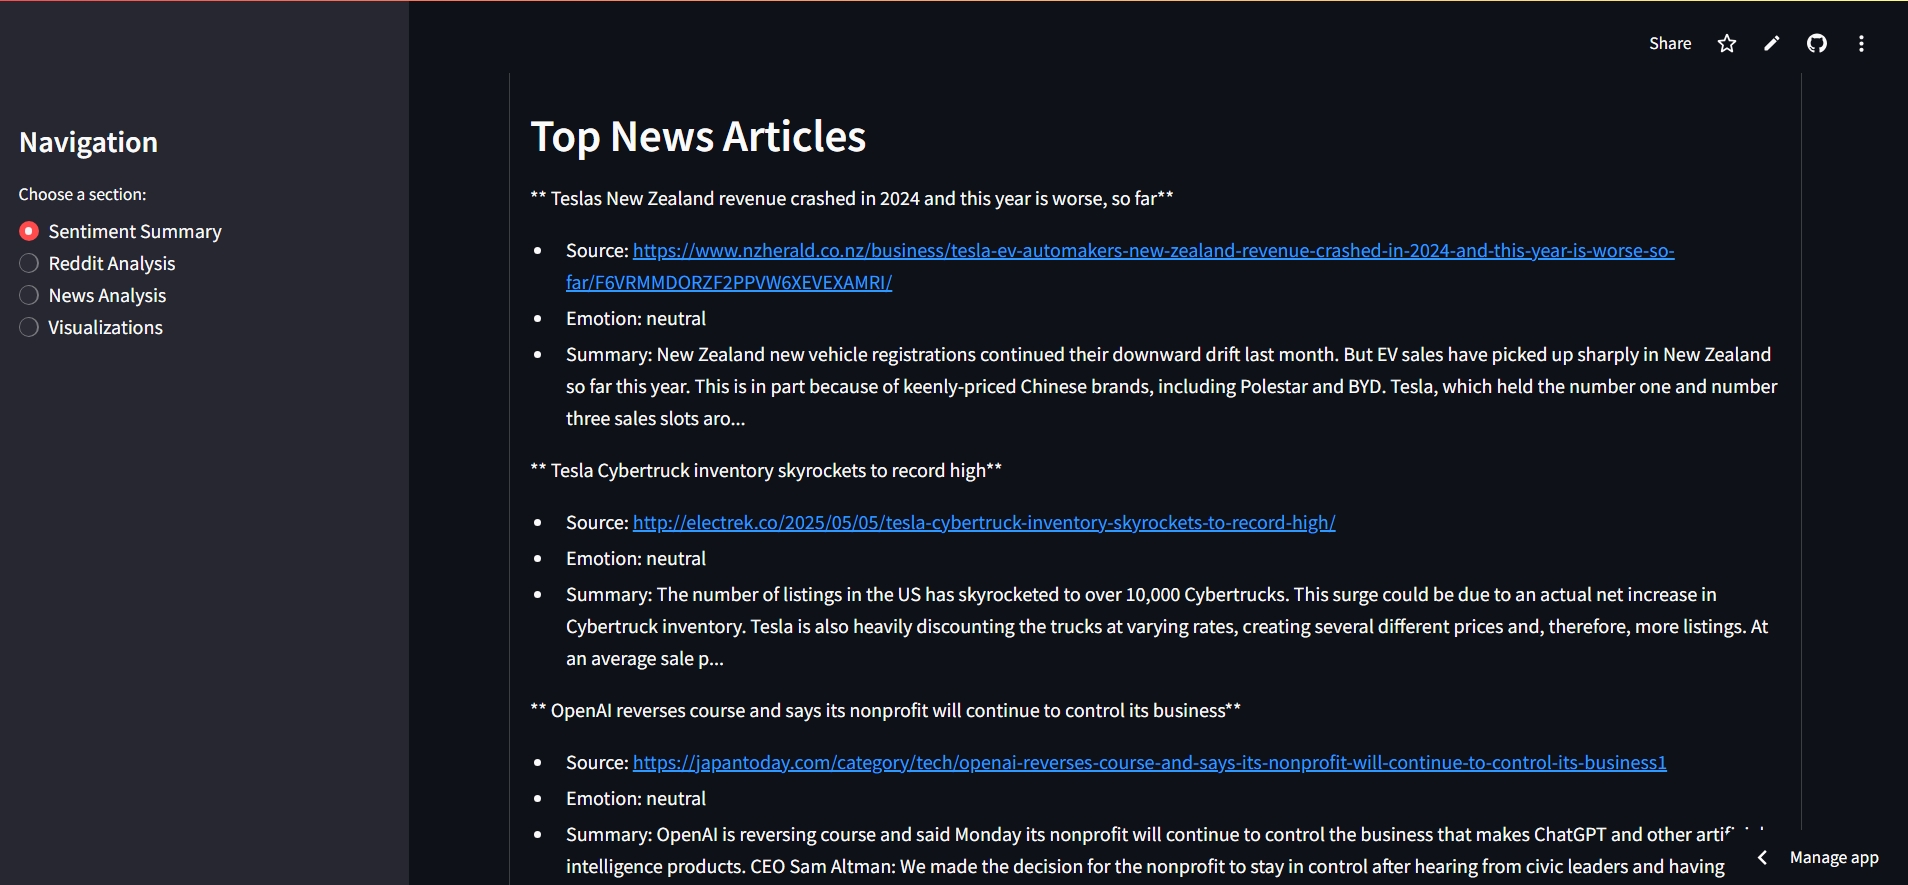 Share
Navigation
Choose a section:
Sentiment Summary
Reddit Analysis
News Analysis
Visualizations
Top News Articles
** Teslas New Zealand revenue crashed in 2024 and this year is worse, so far**
• Source: https://www.nzherald.co.nz/business/tesla-ev-automakers-new-zealand-revenue-crashed-in-2024-and-this-year-is-worse-so-
far/F6VRMMDORZF2PPVW6XEVEXAMRI/
• Emotion: neutral
• Summary: New Zealand new vehicle registrations continued their downward drift last month. But EV sales have picked up sharply in New Zealand
so far this year. This is in part because of keenly-priced Chinese brands, including Polestar and BYD. Tesla, which held the number one and number
three sales slots aro...
** Tesla Cybertruck inventory skyrockets to record high**
• Source: http://electrek.co/2025/05/05/tesla-cybertruck-inventory-skyrockets-to-record-high/
• Emotion: neutral
• Summary: The number of listings in the US has skyrocketed to over 10,000 Cybertrucks. This surge could be due to an actual net increase in
Cybertruck inventory. Tesla is also heavily discounting the trucks at varying rates, creating several different prices and, therefore, more listings. At
an average sale p...
** OpenAI reverses course and says its nonprofit will continue to control its business**
• Source: https://japantoday.com/category/tech/openai-reverses-course-and-says-its-nonprofit-will-continue-to-control-its-business1
• Emotion: neutral
• Summary: OpenAI is reversing course and said Monday its nonprofit will continue to control the business that makes ChatGPT and other
intelligence products. CEO Sam Altman: We made the decision for the nonprofit to stay in control after hearing from civic leaders and having
Manage app